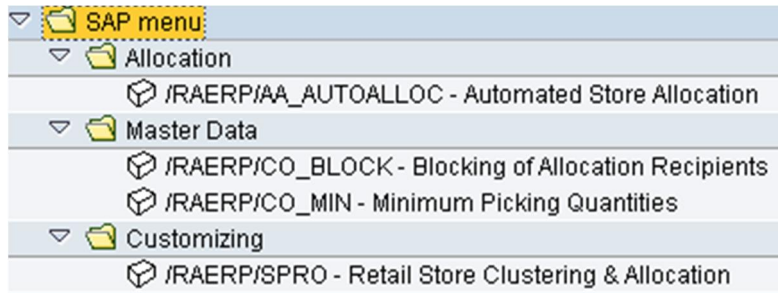 SAP menu
Allocation
/RAERP/AA_AUTOALLOC - Automated Store Allocation
Master Data
/RAERP/CO_BLOCK - Blocking of Allocation Recipients
/RAERP/CO_MIN - Minimum Picking Quantities
Customizing
/RAERP/SPRO - Retail Store Clustering & Allocation